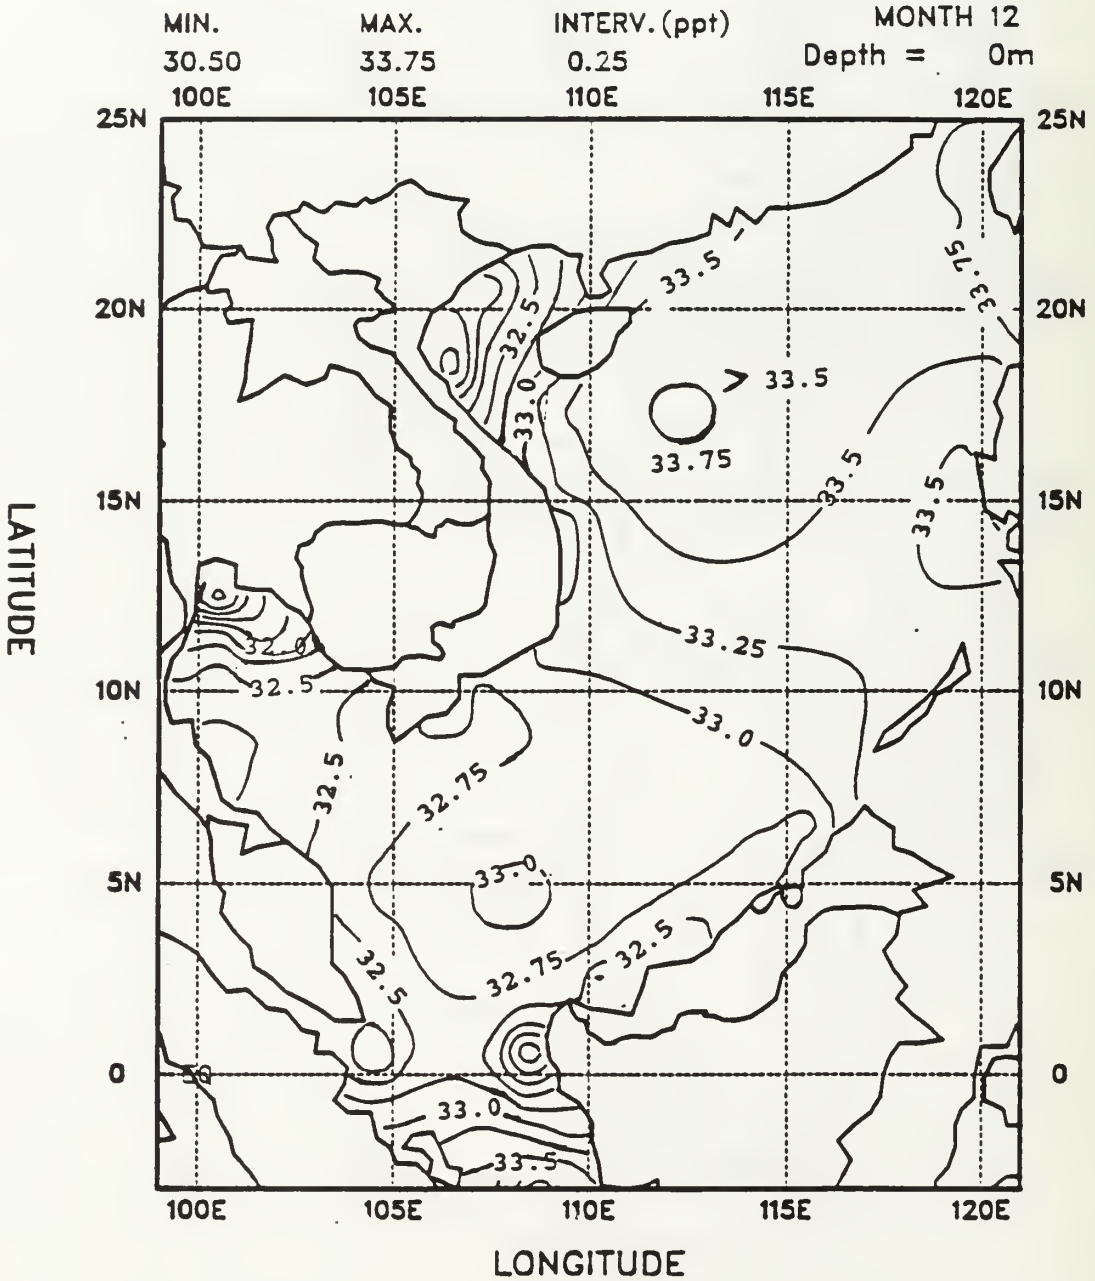 MIN. MAX. INTERV.(ppt) MONTH 12
30.50 33.75 0.25 Depth = 0m
100E 105E 110E 115E 120E
25N 25N
33.5
33.75
20N 20N
32.5
> 33.5
33.0
33.75
33.5
33.5
15N 15N
LATITUDE
32.0
33.25
32.5
10N 10N
33.0
32.5
32.75
33.0
5N 5N
32.5
32.75
32.5
0 0
33.0
33.5
100E 105E 110E 115E 120E
LONGITUDE